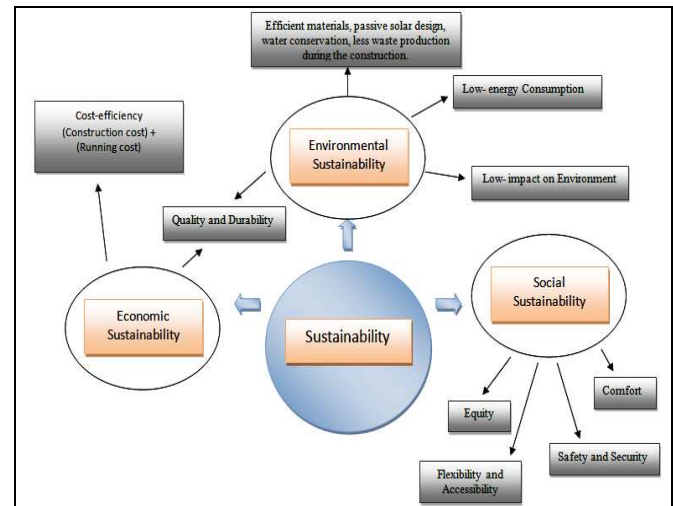 Efficient materials, passive solar design,
water conservation, less waste production
during the construction.
Low- energy Consumption
Cost-efficiency
(Construction cost) +
(Running cost)
Environmental
Sustainability
Low- impact on Environment
Quality and Durability
Social
Sustainability
Economic
Sustainability
Sustainability
Comfort
Equity
Safety and Security
Flexibility and
Accessibility